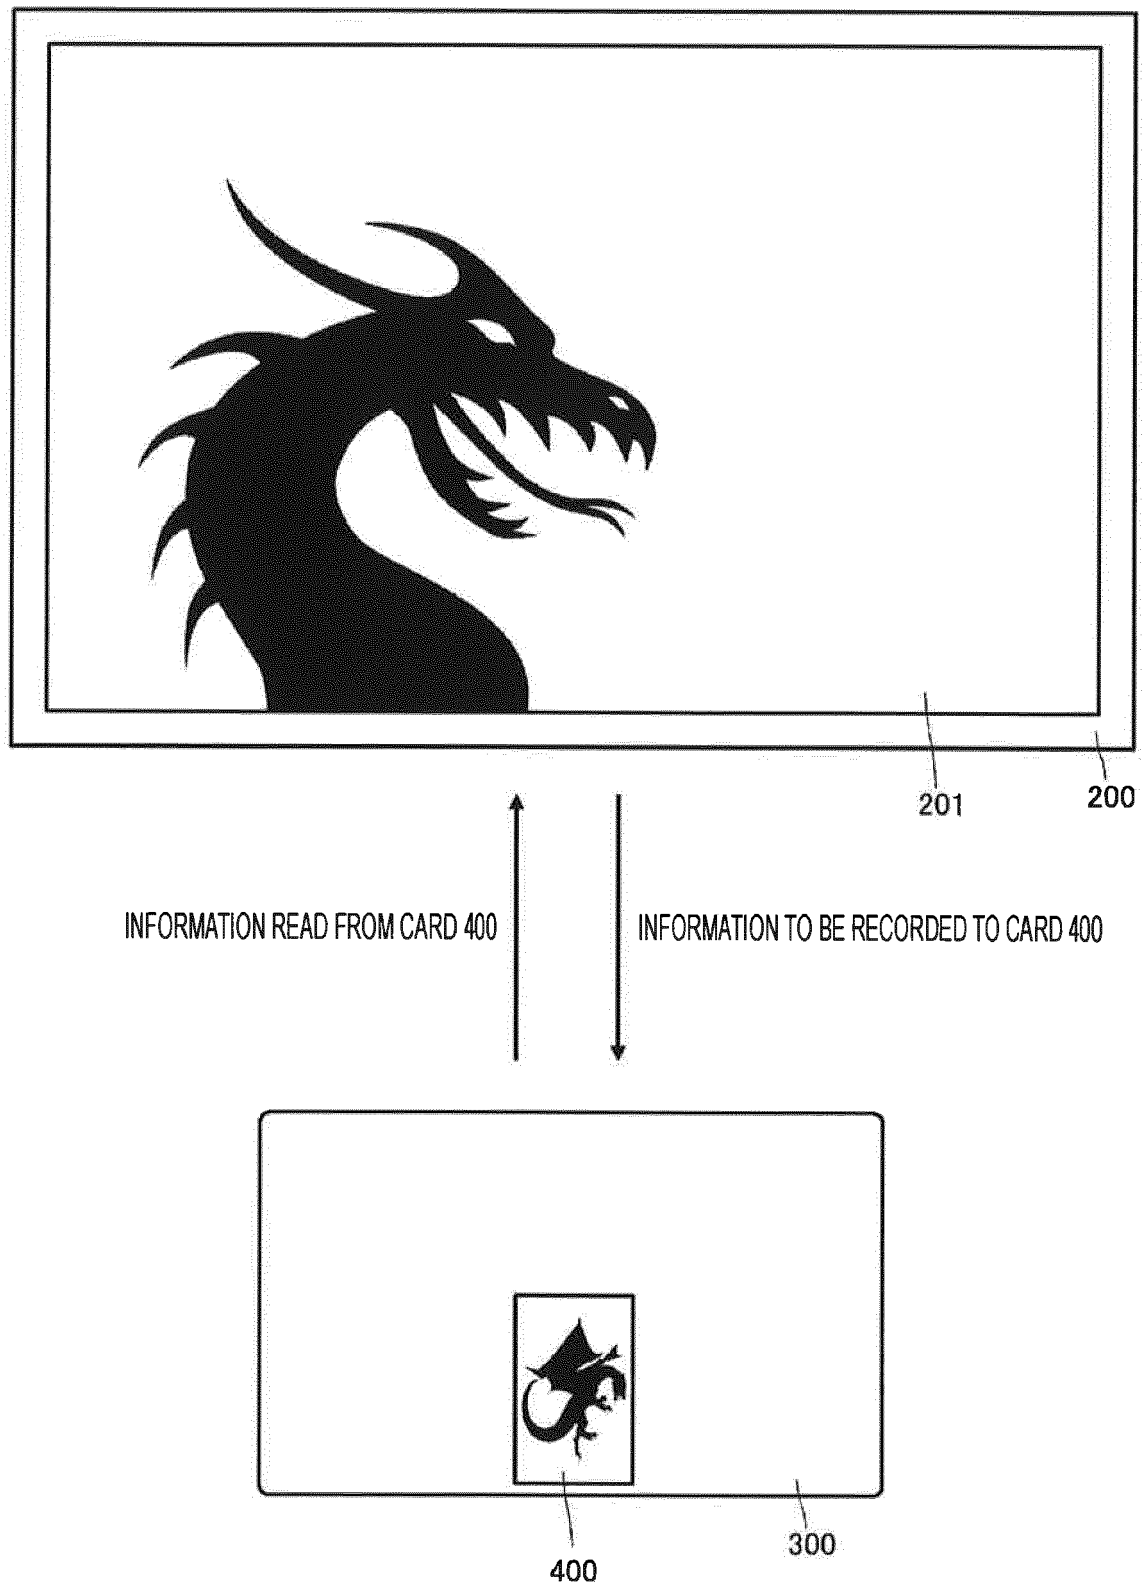 201
200
INFORMATION READ FROM CARD 400
INFORMATION TO BE RECORDED TO CARD 400
300
400